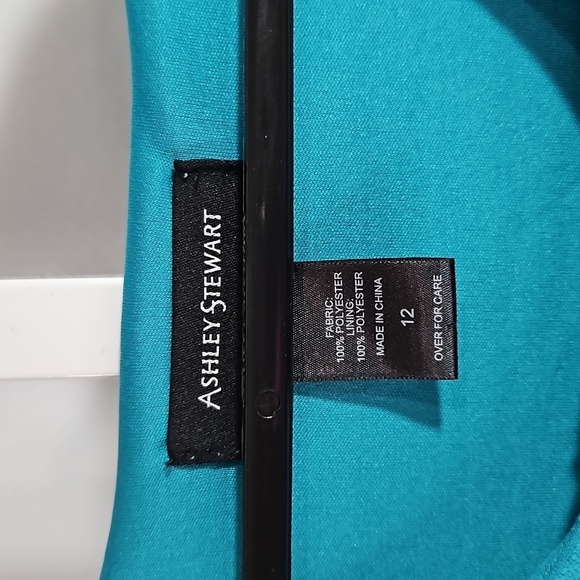 ASHLEY STEWART
FABRIC:
100% POLYESTER
LINING:
100% POLYESTER
MADE IN CHINA
12
OVER FOR CARE